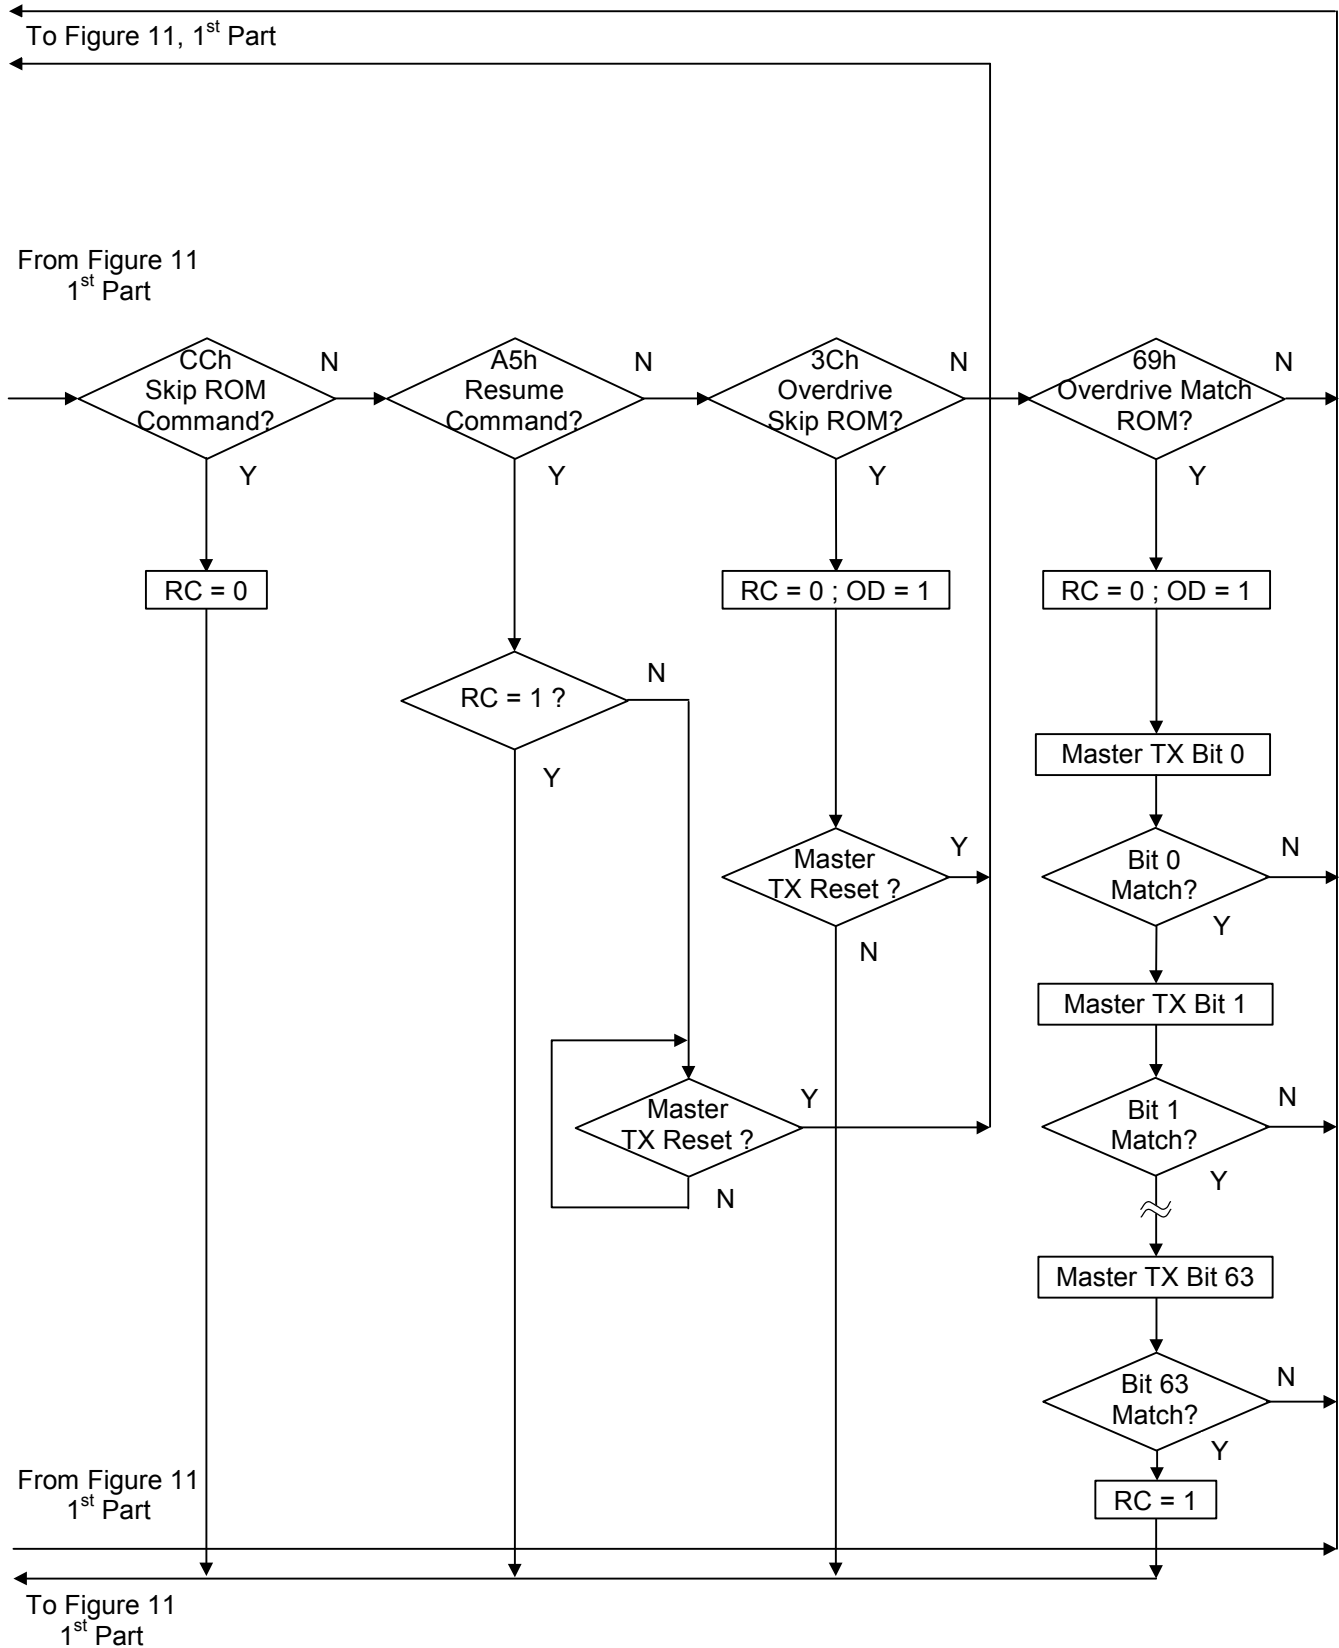 To Figure 11, 1st Part
From Figure 11
1st Part
CCh
Skip ROM
Command?
N
Y
A5h
Resume
Command?
N
Y
3Ch
Overdrive
Skip ROM?
N
Y
69h
Overdrive Match
ROM?
N
Y
RC = 0
RC = 0 ; OD = 1
RC = 0 ; OD = 1
RC = 1 ?
N
Y
Master TX Bit 0
Master
TX Reset ?
Y
N
Bit 0
Match?
N
Y
Master TX Bit 1
Master
TX Reset ?
Y
N
Bit 1
Match?
N
Y
Master TX Bit 63
Bit 63
Match?
N
Y
RC = 1
From Figure 11
1st Part
To Figure 11
1st Part